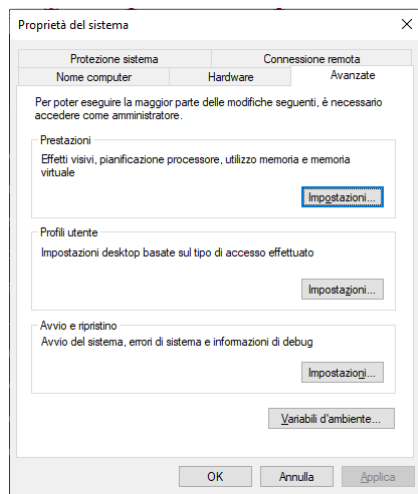 Proprietà del sistema
Protezione sistema
Connessione remota
Nome computer
Hardware
Avanzate
Per poter eseguire la maggior parte delle modifiche seguenti, è necessario
accedere come amministratore.
Prestazioni
Effetti visivi, pianificazione processore, utilizzo memoria e memoria
virtuale
Impostazioni...
Profili utente
Impostazioni desktop basate sul tipo di accesso effettuato
Impostazioni...
Avvio e ripristino
Avvio del sistema, errori di sistema e informazioni di debug
Impostazioni...
Variabili d'ambiente...
OK
Annulla
Applica